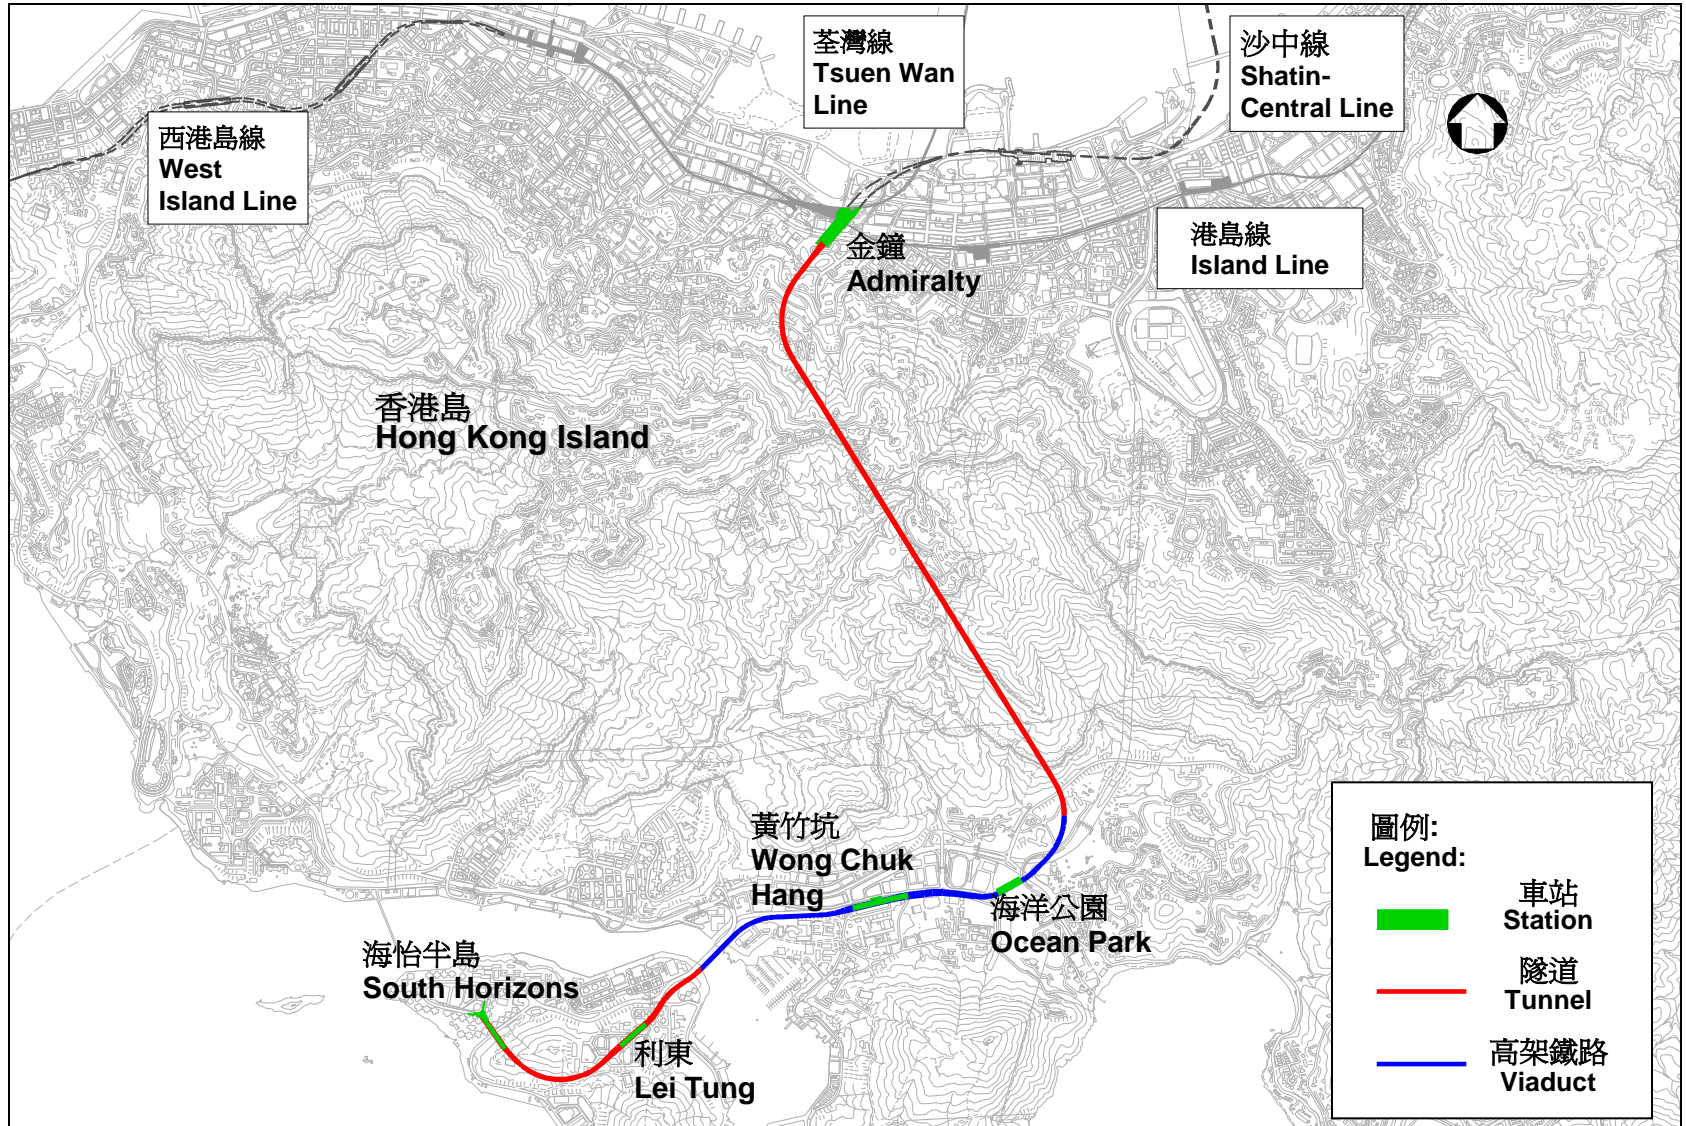 荃灣線
Tsuen Wan
Line
沙中線
Shatin-
Central Line
西港島線
West
Island Line
港島線
Island Line
金鐘
Admiralty
香港島
Hong Kong Island
黃竹坑
Wong Chuk
Hang
海洋公園
Ocean Park
海怡半島
South Horizons
利東
Lei Tung
圖例:
Legend:
車站
Station
隧道
Tunnel
高架鐵路
Viaduct